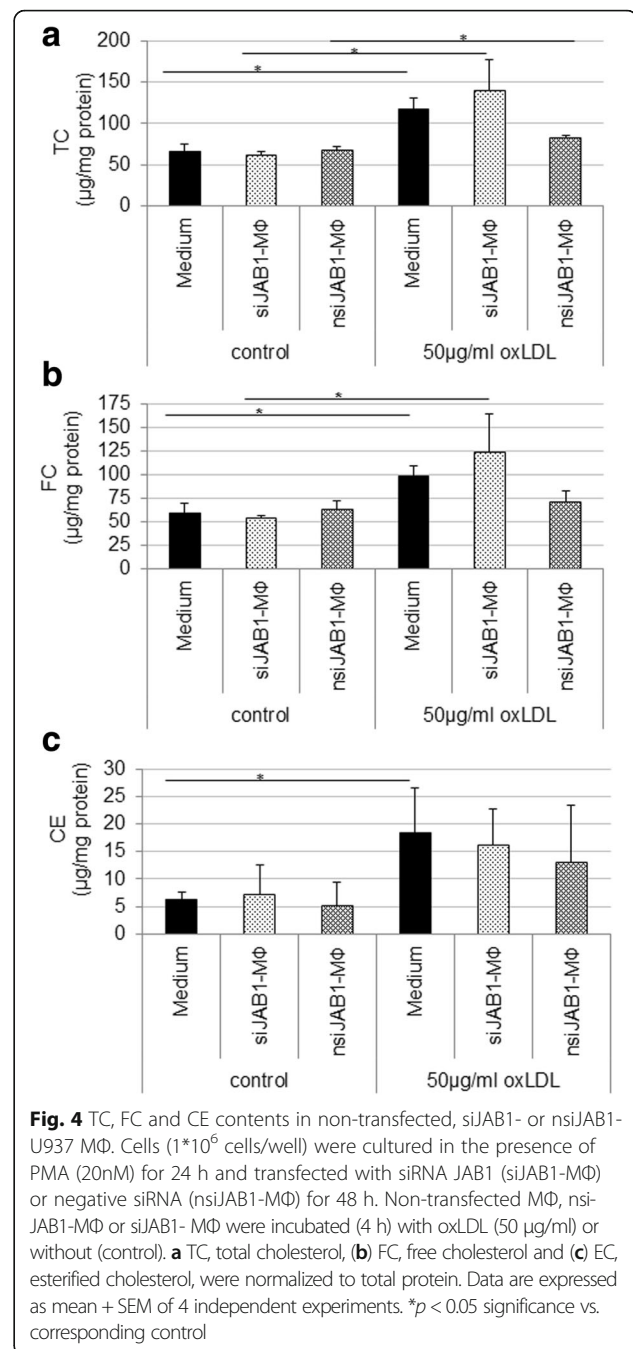 a
* *
*
TC
(µg/mg protein)
200
150
100
50
0
Medium
siJAB1-MΦ
nsiJAB1-MΦ
Medium
siJAB1-MΦ
nsiJAB1-MΦ
control 50µg/ml oxLDL
b
*
*
FC
(µg/mg protein)
175
150
125
100
75
50
25
0
Medium
siJAB1-MΦ
nsiJAB1-MΦ
Medium
siJAB1-MΦ
nsiJAB1-MΦ
control 50µg/ml oxLDL
c
*
CE
(µg/mg protein)
30
25
20
15
10
5
0
Medium
siJAB1-MΦ
nsiJAB1-MΦ
Medium
siJAB1-MΦ
nsiJAB1-MΦ
control 50µg/ml oxLDL
Fig. 4 TC, FC and CE contents in non-transfected, siJAB1- or nsiJAB1-
U937 MΦ. Cells (1*10⁶ cells/well) were cultured in the presence of
PMA (20nM) for 24 h and transfected with siRNA JAB1 (siJAB1-MΦ)
or negative siRNA (nsiJAB1-MΦ) for 48 h. Non-transfected MΦ, nsi-
JAB1-MΦ or siJAB1- MΦ were incubated (4 h) with oxLDL (50 µg/ml) or
without (control). a TC, total cholesterol, (b) FC, free cholesterol and (c) EC,
esterified cholesterol, were normalized to total protein. Data are expressed
as mean + SEM of 4 independent experiments. *p < 0.05 significance vs.
corresponding control